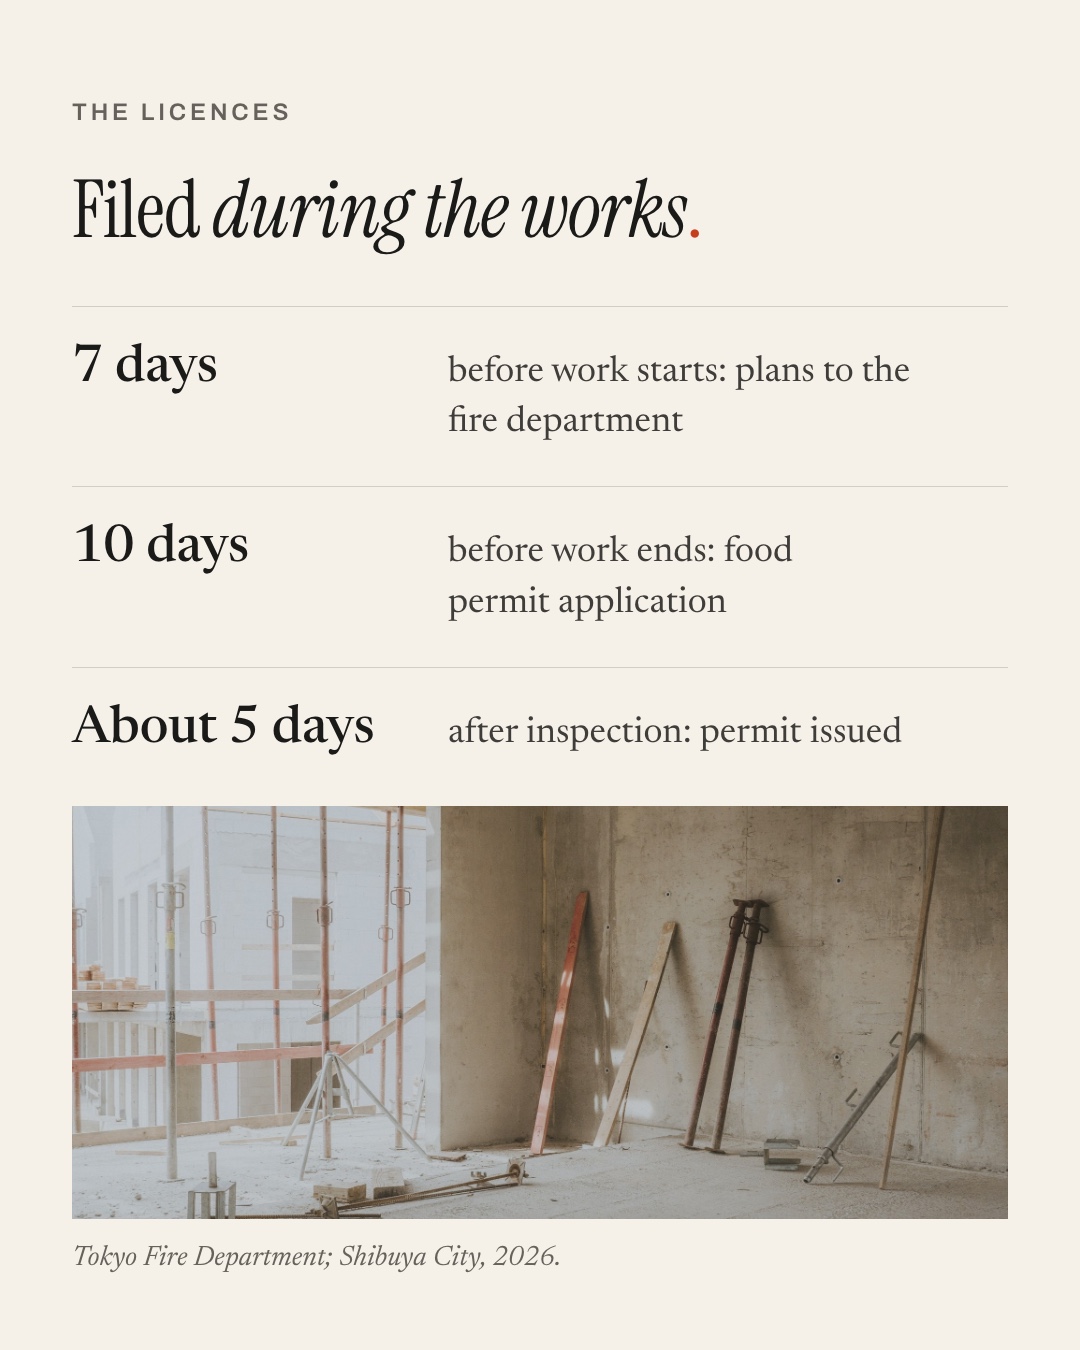 THE LICENCES
Filed during the works.
7 days
before work starts: plans to the
fire department
10 days
before work ends: food
permit application
About 5 days
after inspection: permit issued
Tokyo Fire Department; Shibuya City, 2026.